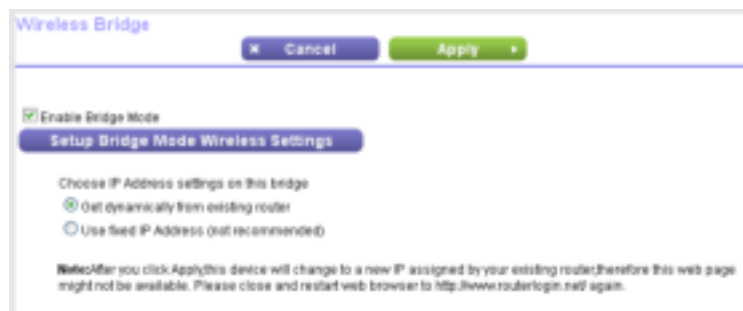 Wireless Bridge
Cancel
Apply
Enable Bridge Mode
Setup Bridge Mode Wireless Settings
Choose IP Address settings on this bridge
Get dynamically from existing router
Use fixed IP Address (not recommended)
Note:After you click Apply,this device will change to a new IP assigned by your existing router,therefore this web page
might not be available. Please close and restart web browser to http://www.routerlogin.net/ again.